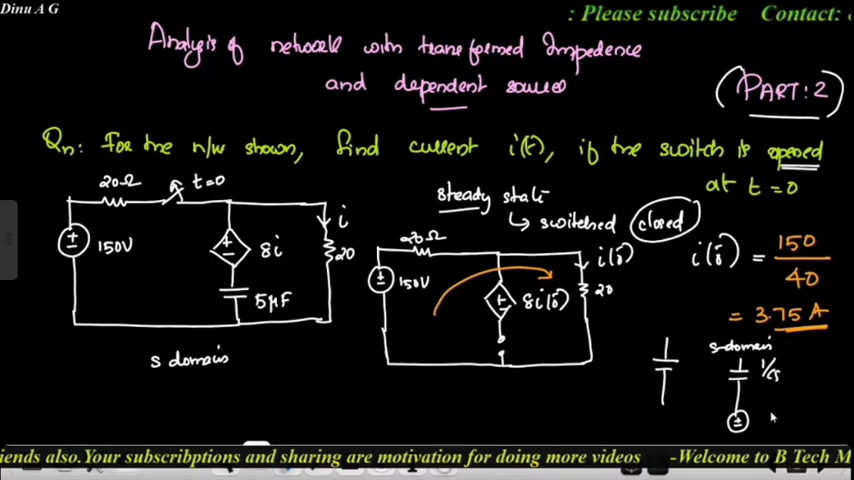 Dinu A G
: Please subscribe Contact:
Analysis of network with transformed Impedence
and dependent source
(PART:2)
Qn: For the n/w shown, find current i(t), if the switch is opened
at t=0
20Ω t=0
150V
8i
5μF
i
20
s domain
steady state
↳ switched closed
20Ω
150V
8i(0⁻)
i(0⁻)
20
i(0⁻) = 150
40
= 3.75 A
s-domain
1/cs
iends also.Your subscribptions and sharing are motivation for doing more videos -Welcome to B Tech M